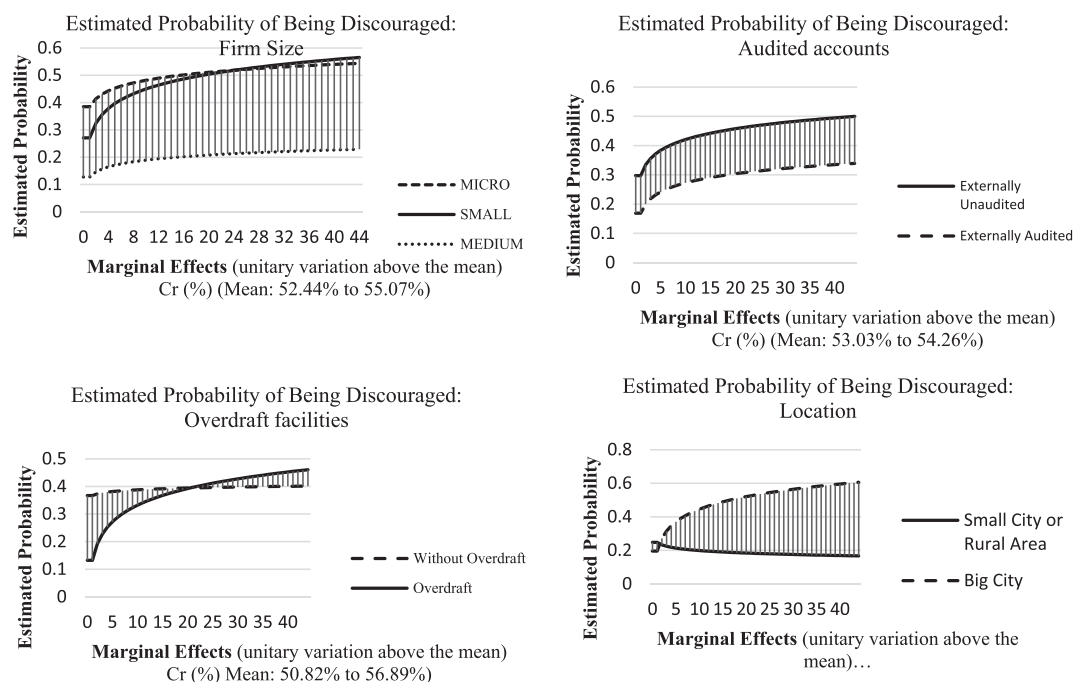 Estimated Probability of Being Discouraged:
Firm Size
Estimated Probability
0.6
0.5
0.4
0.3
0.2
0.1
0
0 4 8 12 16 20 24 28 32 36 40 44
MICRO
SMALL
MEDIUM
Marginal Effects (unitary variation above the mean)
Cr (%) (Mean: 52.44% to 55.07%)
Estimated Probability of Being Discouraged:
Audited accounts
Estimated Probability
0.6
0.5
0.4
0.3
0.2
0.1
0
0 5 10 15 20 25 30 35 40
Externally
Unaudited
Externally Audited
Marginal Effects (unitary variation above the mean)
Cr (%) (Mean: 53.03% to 54.26%)
Estimated Probability of Being Discouraged:
Overdraft facilities
Estimated Probability
0.5
0.4
0.3
0.2
0.1
0
0 5 10 15 20 25 30 35 40
Without Overdraft
Overdraft
Marginal Effects (unitary variation above the mean)
Cr (%) Mean: 50.82% to 56.89%)
Estimated Probability of Being Discouraged:
Location
Estimated Probability
0.8
0.6
0.4
0.2
0
0 5 10 15 20 25 30 35 40
Small City or
Rural Area
Big City
Marginal Effects (unitary variation above the
mean)…